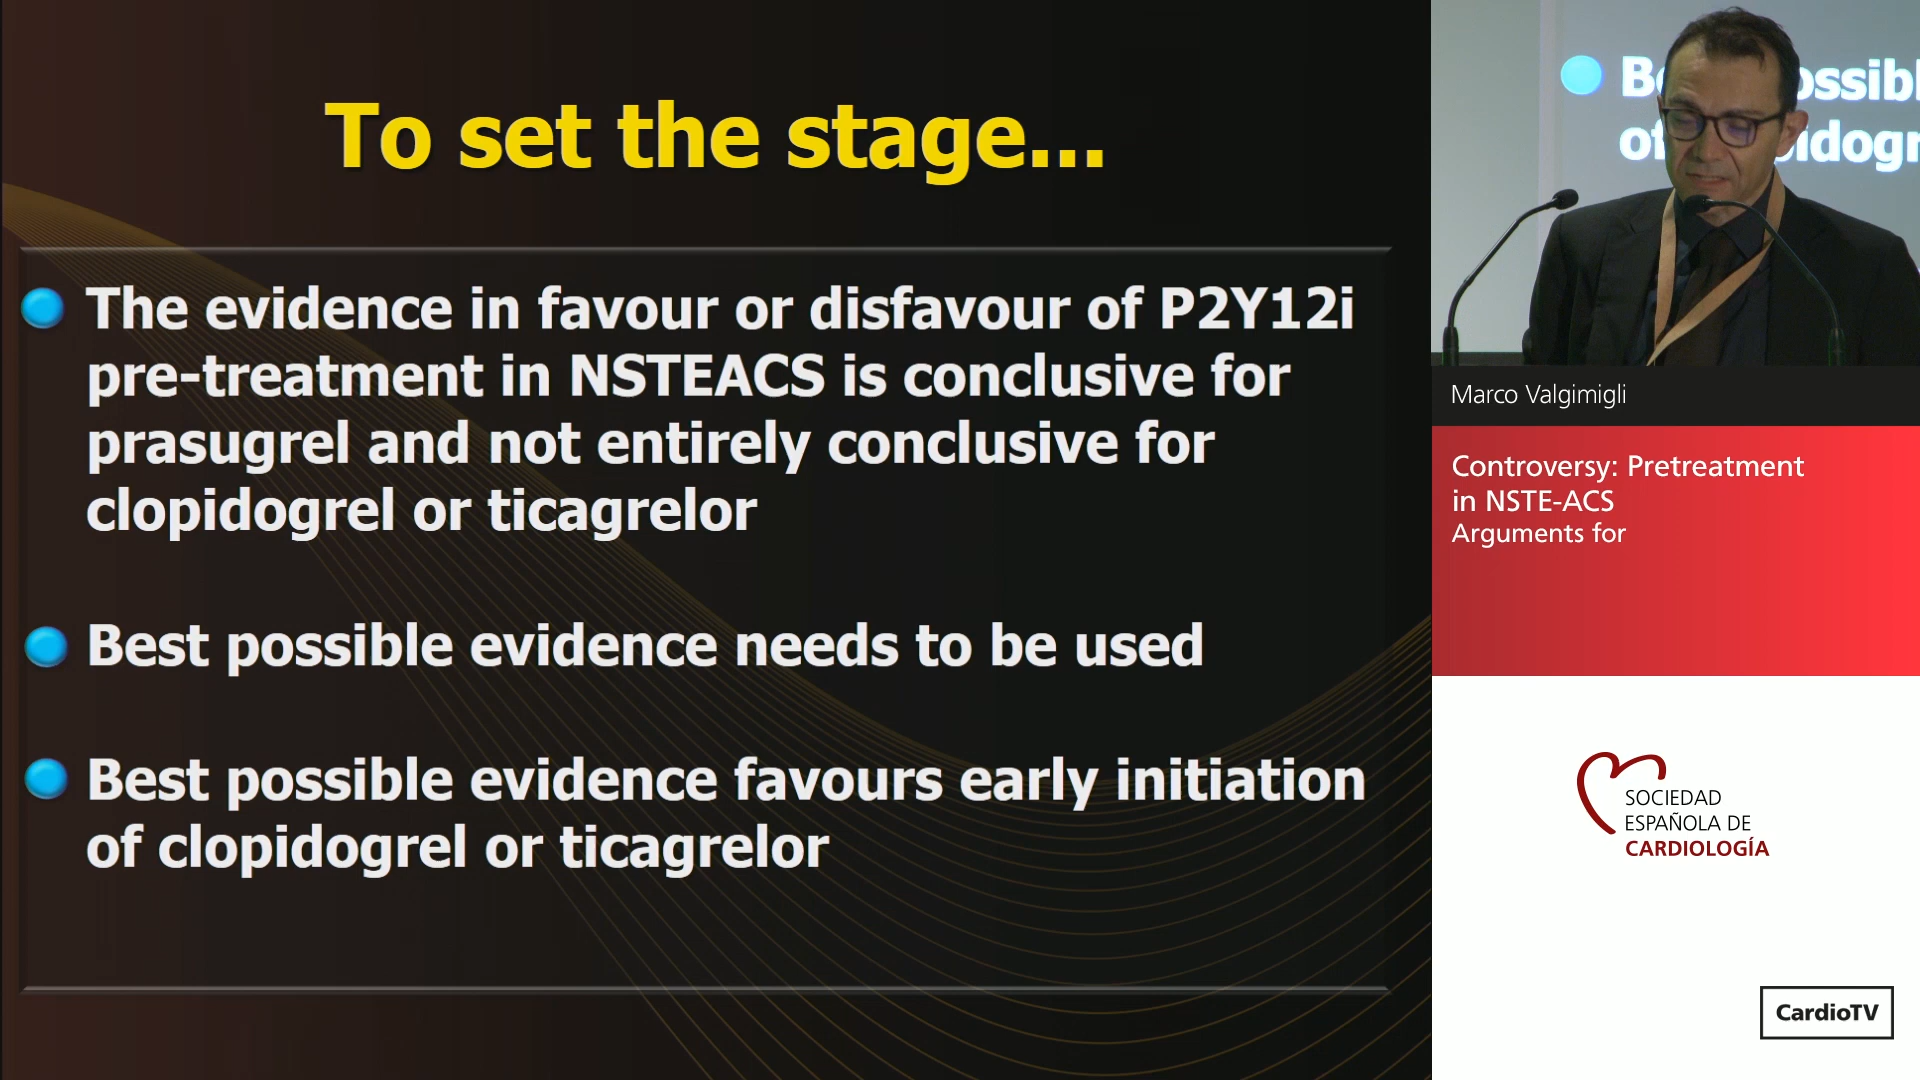 To set the stage...
The evidence in favour or disfavour of P2Y12i
pre-treatment in NSTEACS is conclusive for
prasugrel and not entirely conclusive for
clopidogrel or ticagrelor
Best possible evidence needs to be used
Best possible evidence favours early initiation
of clopidogrel or ticagrelor
Marco Valgimigli
Controversy: Pretreatment
in NSTE-ACS
Arguments for
SOCIEDAD
ESPAÑOLA DE
CARDIOLOGÍA
CardioTV